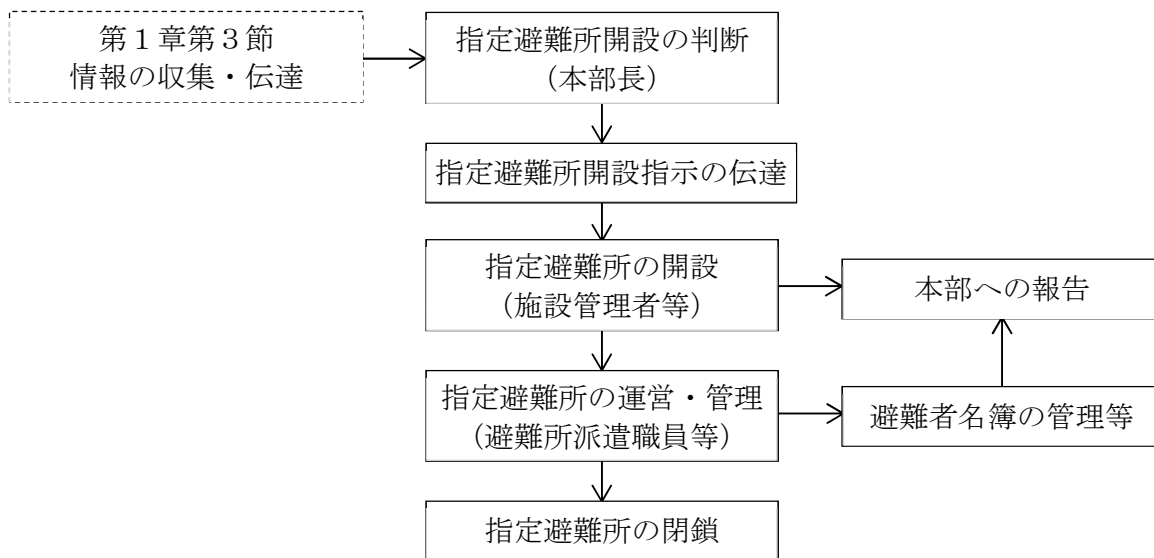 第１章第３節
情報の収集・伝達
指定避難所開設の判断
（本部長）
指定避難所開設指示の伝達
指定避難所の開設
（施設管理者等）
本部への報告
指定避難所の運営・管理
（避難所派遣職員等）
避難者名簿の管理等
指定避難所の閉鎖